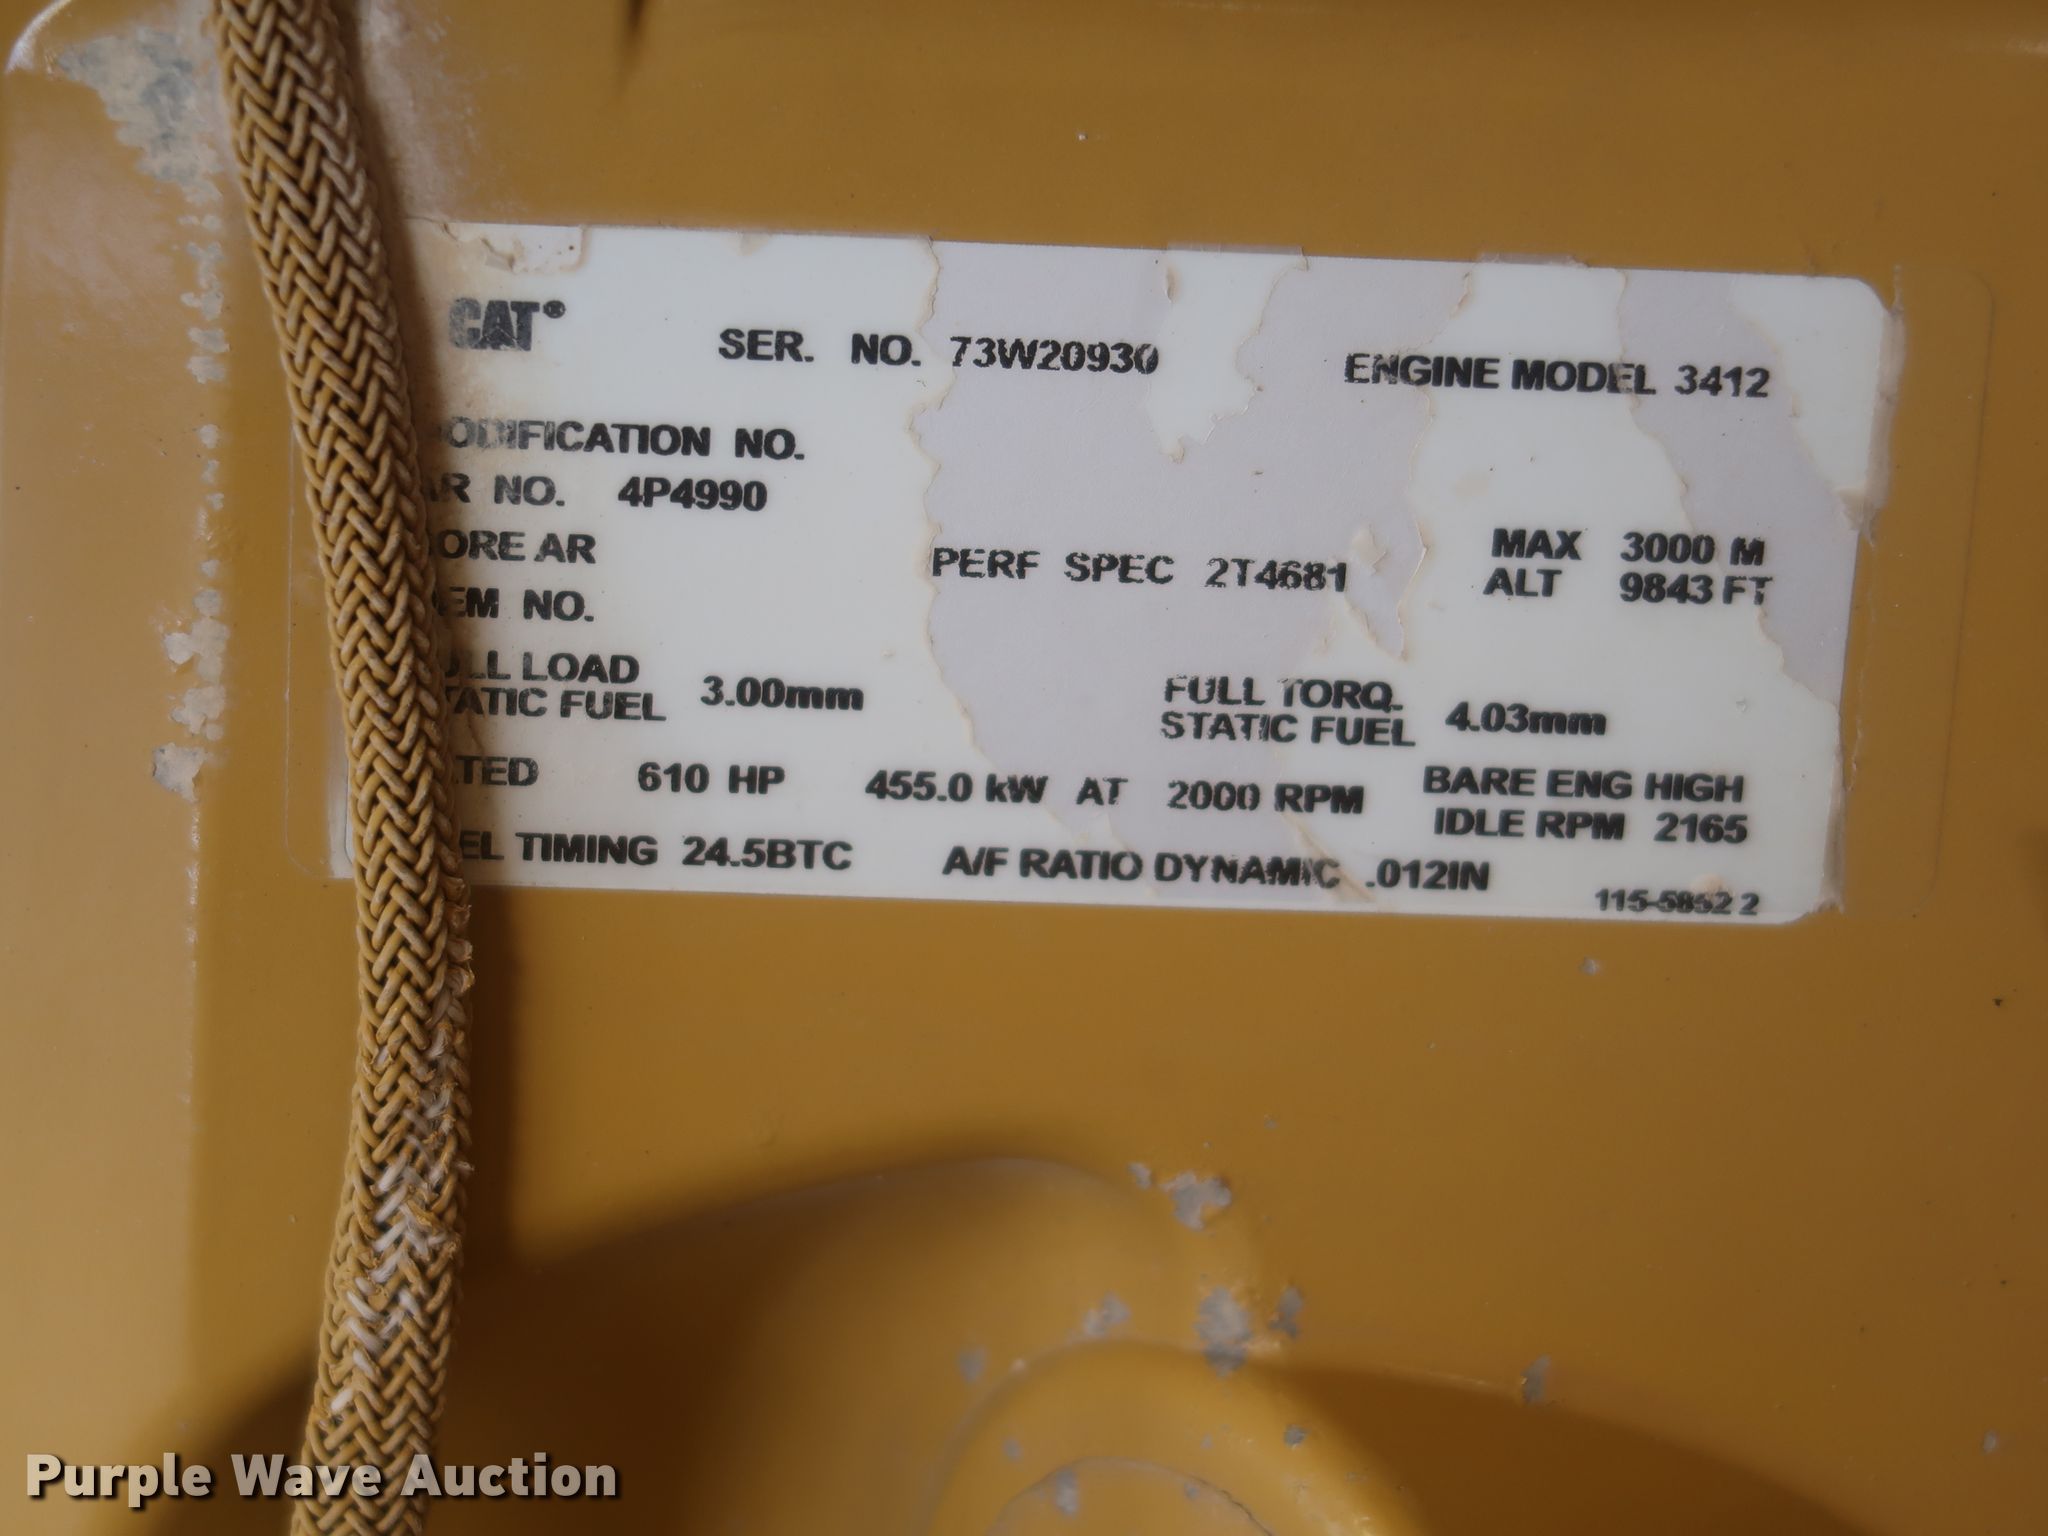 CAT®
SER. NO. 73W20930
ENGINE MODEL 3412
ODIFICATION NO.
AR NO. 4P4990
ORE AR
PERF SPEC 2T4681
MAX ALT 3000 M 9843 FT
EM NO.
ULL LOAD
TATIC FUEL 3.00mm
FULL TORQ.
STATIC FUEL 4.03mm
ATED 610 HP 455.0 kW AT 2000 RPM
BARE ENG HIGH
IDLE RPM 2165
EL TIMING 24.5BTC
A/F RATIO DYNAMIC .012IN
115-5852 2
Purple Wave Auction